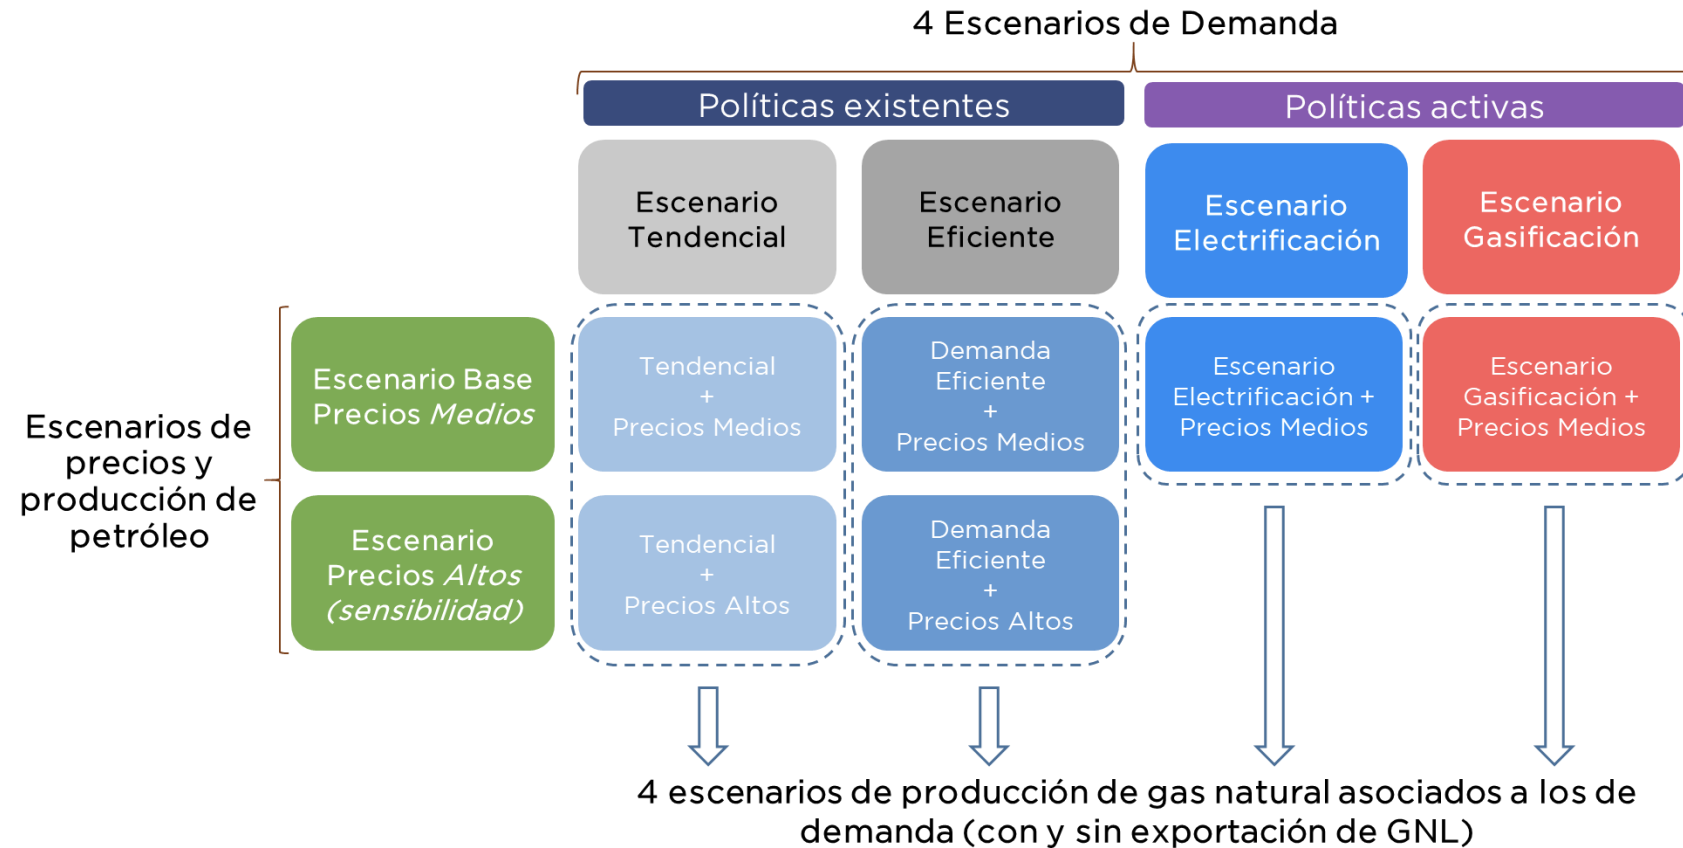 4 Escenarios de Demanda
Políticas existentes
Políticas activas
Escenario
Tendencial
Escenario
Eficiente
Escenario
Electrificación
Escenario
Gasificación
Escenarios de
precios y
producción de
petróleo
Escenario Base
Precios Medios
Tendencial
+
Precios Medios
Demanda
Eficiente
+
Precios Medios
Escenario
Electrificación +
Precios Medios
Escenario
Gasificación +
Precios Medios
Escenario
Precios Altos
(sensibilidad)
Tendencial
+
Precios Altos
Demanda
Eficiente
+
Precios Altos
4 escenarios de producción de gas natural asociados a los de
demanda (con y sin exportación de GNL)